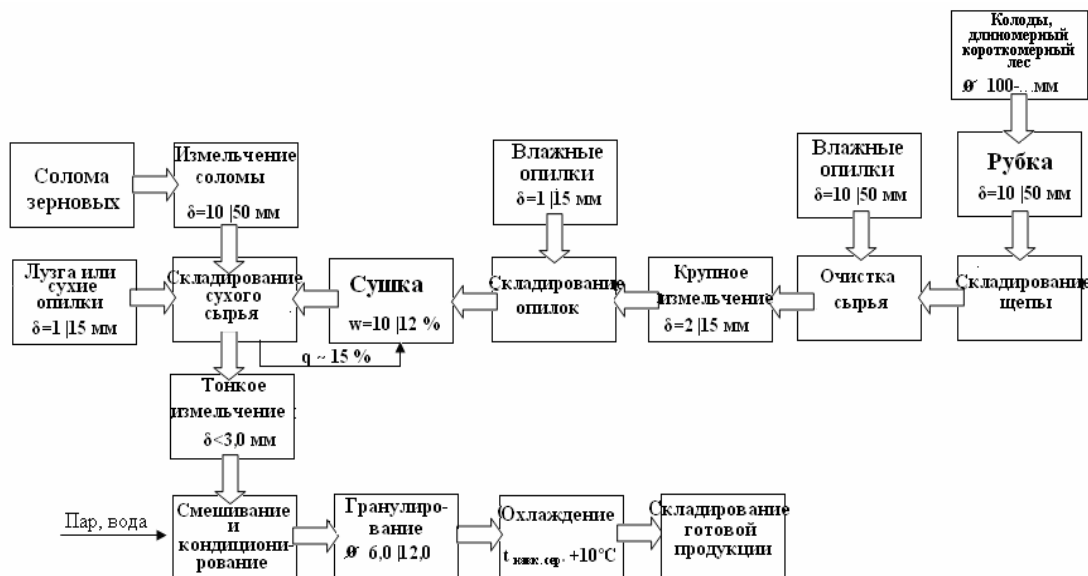 Колоды,
длиномерный
короткомерный
лес
Ø 100-...мм
Солома
зерновых
Измельчение
соломы
δ=10 |50 мм
Влажные
опилки
δ=1 |15 мм
Влажные
опилки
δ=10 |50 мм
Рубка
δ=10 |50 мм
Лузга или
сухие
опилки
δ=1 |15 мм
Складирование
сухого
сырья
Сушка
w=10 |12 %
Складирование
опилок
Крупное
измельчение
δ=2 |15 мм
Очистка
сырья
Складирование
щепы
q ~ 15 %
Тонкое
измельчение
δ<3,0 мм
Пар, вода
Смешивание
и
кондициони-
рование
Гранулиро-
вание
Ø 6,0 |12,0
Охлаждение
t +10°С
Складирование
готовой
продукции